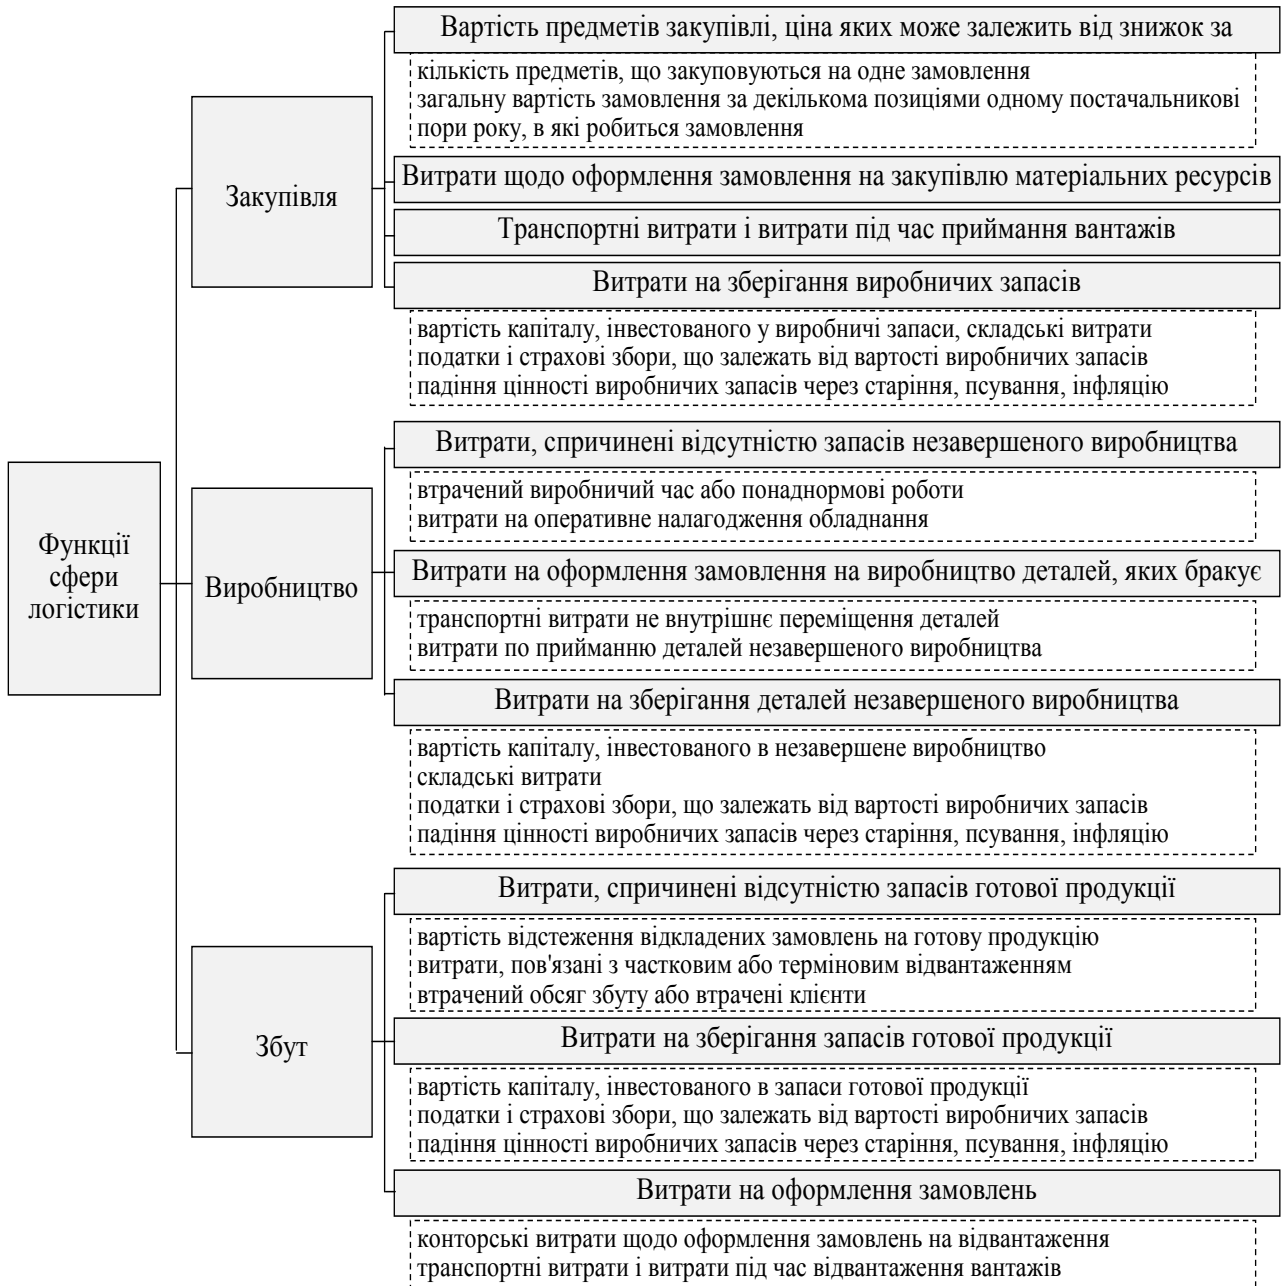 Функції
сфери
логістики
Закупівля
Вартість предметів закупівлі, ціна яких може залежить від знижок за
кількість предметів, що закуповуються на одне замовлення
загальну вартість замовлення за декількома позиціями одному постачальникові
пори року, в які робиться замовлення
Витрати щодо оформлення замовлення на закупівлю матеріальних ресурсів
Транспортні витрати і витрати під час приймання вантажів
Витрати на зберігання виробничих запасів
вартість капіталу, інвестованого у виробничі запаси, складські витрати
податки і страхові збори, що залежать від вартості виробничих запасів
падіння цінності виробничих запасів через старіння, псування, інфляцію
Виробництво
Витрати, спричинені відсутністю запасів незавершеного виробництва
втрачений виробничий час або понаднормові роботи
витрати на оперативне налагодження обладнання
Витрати на оформлення замовлення на виробництво деталей, яких бракує
транспортні витрати не внутрішнє переміщення деталей
витрати по прийманню деталей незавершеного виробництва
Витрати на зберігання деталей незавершеного виробництва
вартість капіталу, інвестованого в незавершене виробництво
складські витрати
податки і страхові збори, що залежать від вартості виробничих запасів
падіння цінності виробничих запасів через старіння, псування, інфляцію
Збут
Витрати, спричинені відсутністю запасів готової продукції
вартість відстеження відкладених замовлень на готову продукцію
витрати, пов'язані з частковим або терміновим відвантаженням
втрачений обсяг збуту або втрачені клієнти
Витрати на зберігання запасів готової продукції
вартість капіталу, інвестованого в запаси готової продукції
податки і страхові збори, що залежать від вартості виробничих запасів
падіння цінності виробничих запасів через старіння, псування, інфляцію
Витрати на оформлення замовлень
конторські витрати щодо оформлення замовлень на відвантаження
транспортні витрати і витрати під час відвантаження вантажів